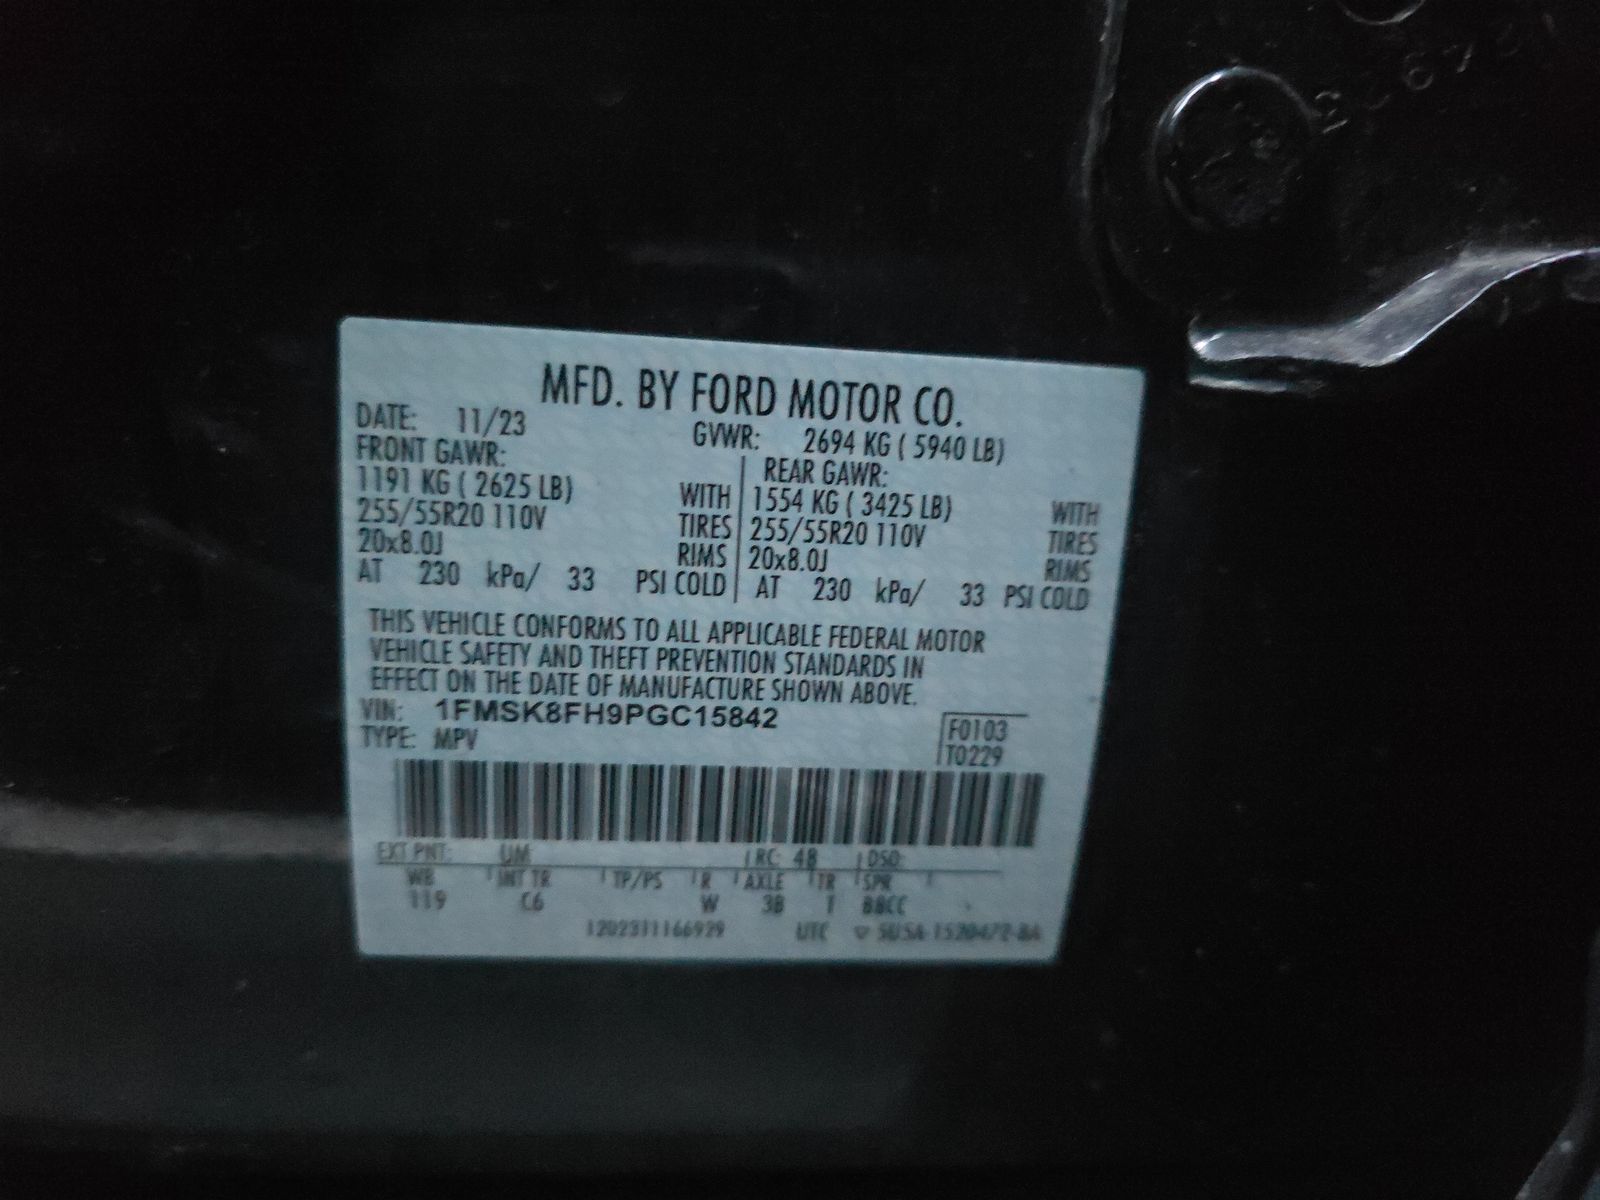 MFD. BY FORD MOTOR CO.
DATE: 11/23 GVWR: 2694 KG ( 5940 LB)
FRONT GAWR: REAR GAWR:
1191 KG ( 2625 LB) WITH 1554 KG ( 3425 LB) WITH
255/55R20 110V TIRES 255/55R20 110V TIRES
20x8.0J RIMS 20x8.0J RIMS
AT 230 kPa/ 33 PSI COLD AT 230 kPa/ 33 PSI COLD
THIS VEHICLE CONFORMS TO ALL APPLICABLE FEDERAL MOTOR
VEHICLE SAFETY AND THEFT PREVENTION STANDARDS IN
EFFECT ON THE DATE OF MANUFACTURE SHOWN ABOVE.
VIN: 1FMSK8FH9PGC15842
F0103
TYPE: MPV
T0229
EXT PNT: UM: RC: 48 DSO:
WB INT TR TP/PS R AXLE TR SPR
119 C6 W 3B T BBCC
1202311166929 UTC